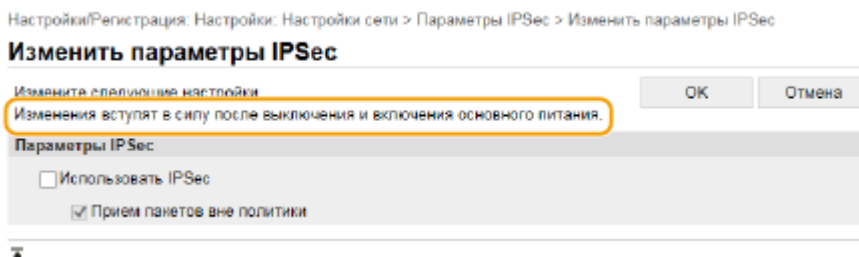 Настройки/Регистрация: Настройки: Настройки сети > Параметры IPSec > Изменить параметры IPSec
Изменить параметры IPSec
Измените следующие настройки
OK
Отмена
Изменения вступят в силу после выключения и включения основного питания.
Параметры IPSec
Использовать IPSec
Прием пакетов вне политики